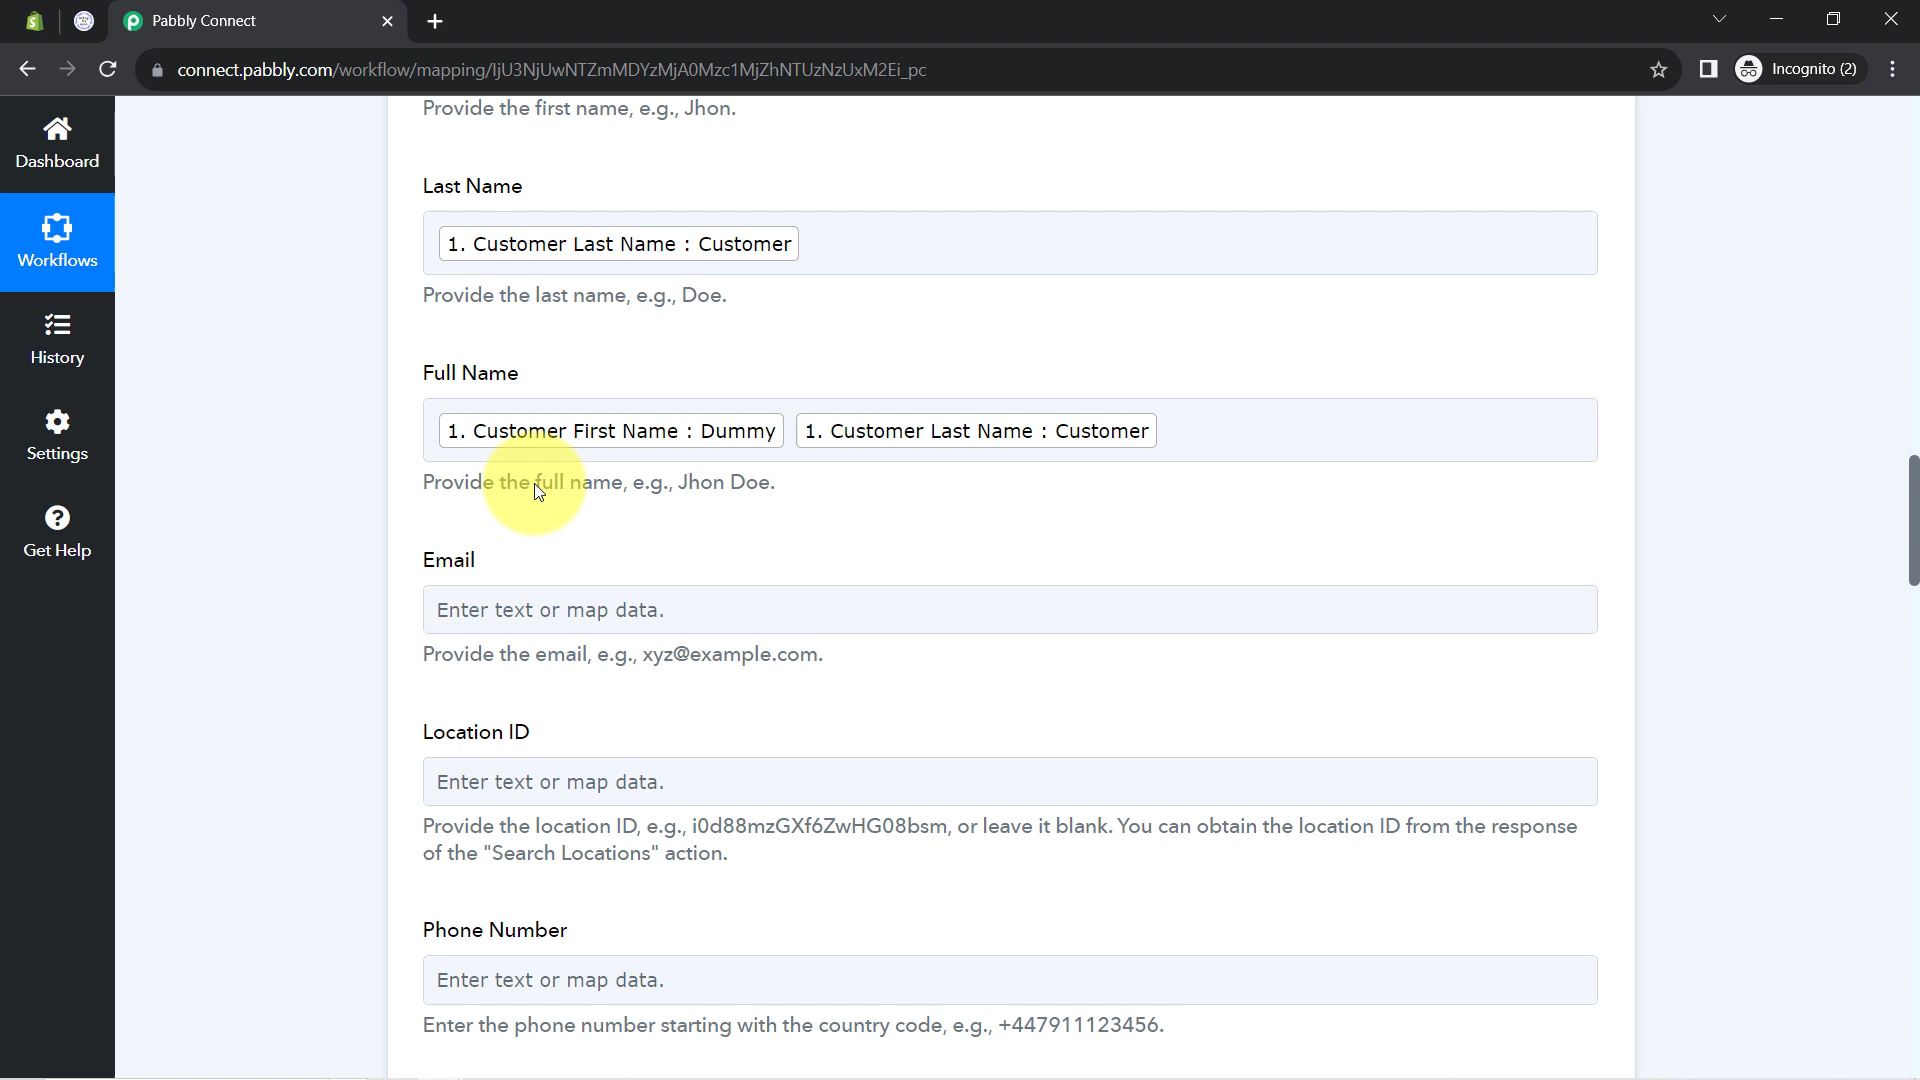 Pabbly Connect
connect.pabbly.com/workflow/mapping/IjU3NjUwNTZmMDYzMjA0Mzc1MjZhNTUzNzUxM2Ei_pc
Incognito (2)
Dashboard
Workflows
History
Settings
Get Help
Provide the first name, e.g., Jhon.
Last Name
1. Customer Last Name : Customer
Provide the last name, e.g., Doe.
Full Name
1. Customer First Name : Dummy 1. Customer Last Name : Customer
Provide the full name, e.g., Jhon Doe.
Email
Enter text or map data.
Provide the email, e.g., xyz@example.com.
Location ID
Enter text or map data.
Provide the location ID, e.g., i0d88mzGXf6ZwHG08bsm, or leave it blank. You can obtain the location ID from the response
of the "Search Locations" action.
Phone Number
Enter text or map data.
Enter the phone number starting with the country code, e.g., +447911123456.